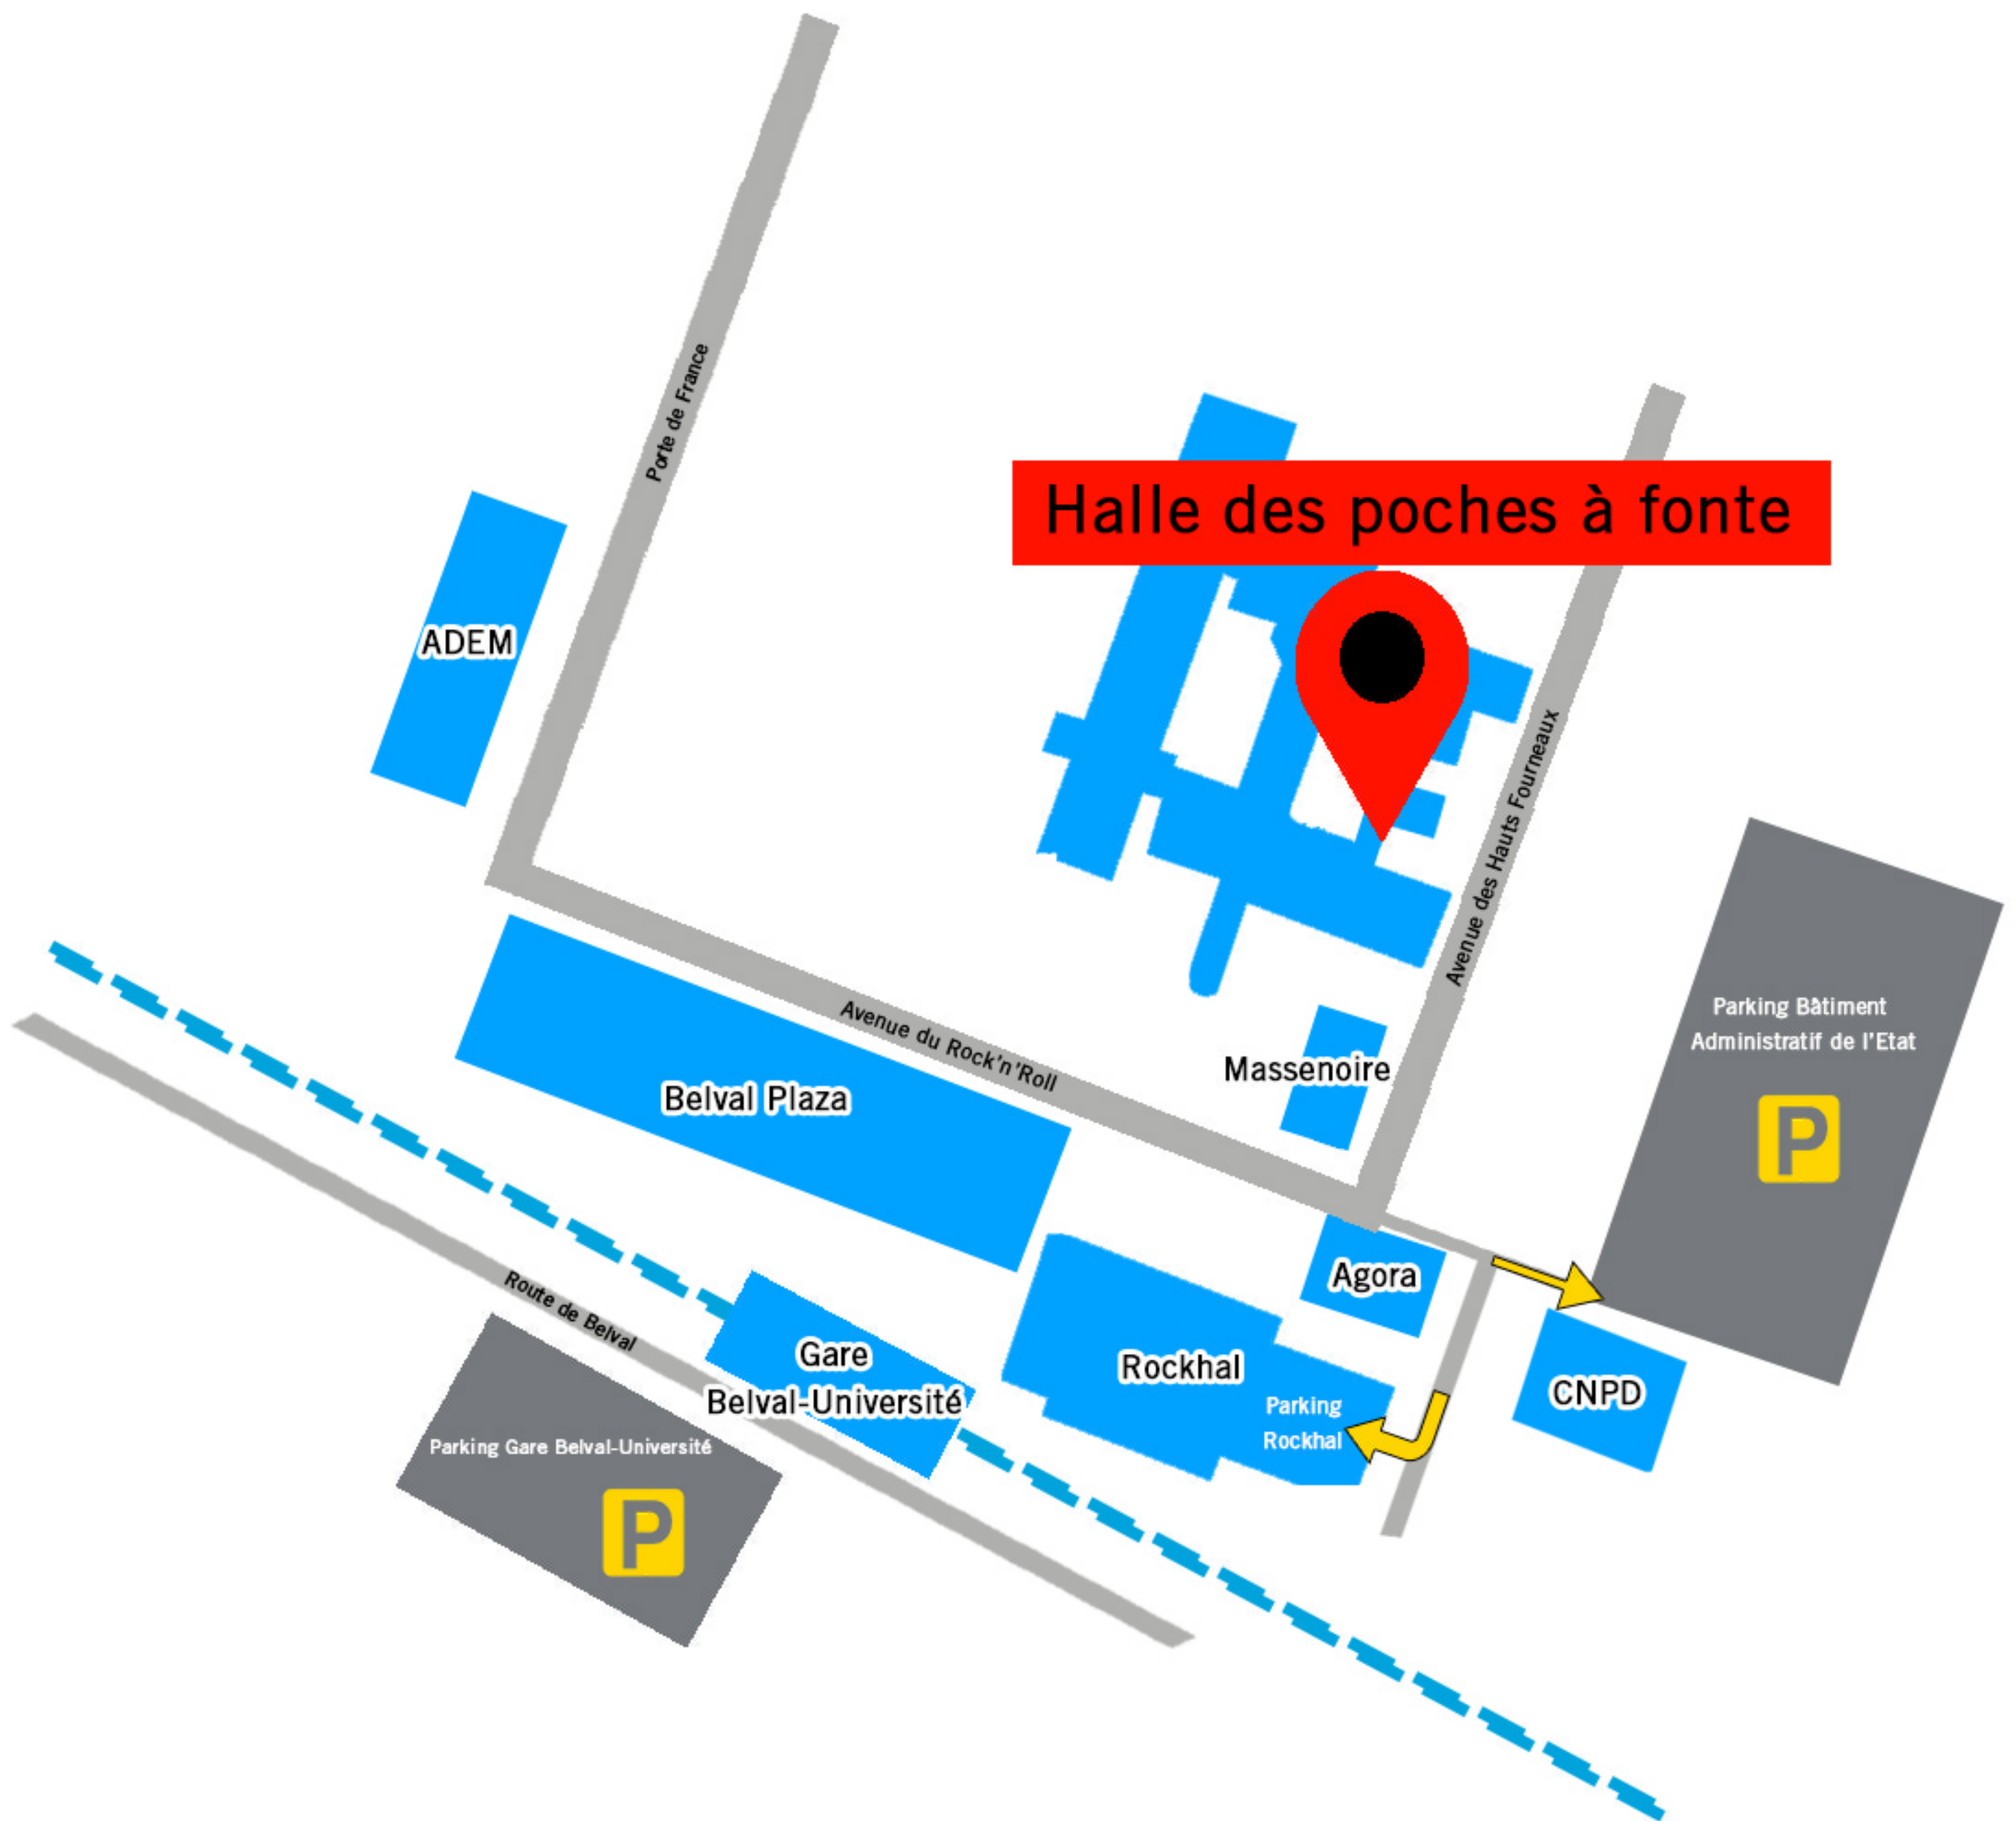 Porte de France
Halle des poches à fonte
ADEM
Avenue des Hauts Fourneaux
Parking Bâtiment
Administratif de l'Etat
P
Avenue du Rock'n'Roll
Massenoire
Belval Plaza
Agora
Route de Belval
Gare
Belval-Université
Rockhal
Parking
Rockhal
CNPD
Parking Gare Belval-Université
P